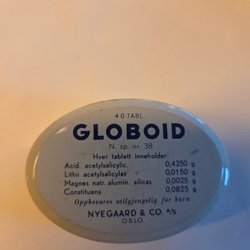 40 TABL.
GLOBOID
N. sp. nr. 38
Hver tablett inneholder:
Acid. acetylsalicylic. 0,4250 g
Lithii acetylsalicylas 0,0150 g
Magnes natr. alumin. silicas 0,0025 g
Constituens 0,0825 g
Oppbevares utilgjengelig for barn
NYEGAARD & CO. A/S
OSLO.